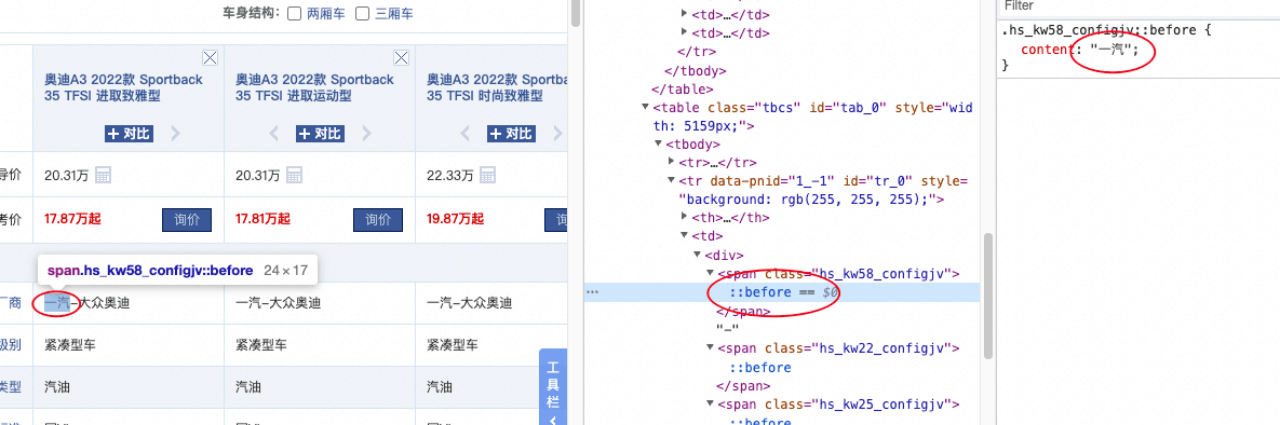 车身结构： 两厢车 三厢车
奥迪A3 2022款 Sportback
35 TFSI 进取致雅型
奥迪A3 2022款 Sportback
35 TFSI 进取运动型
奥迪A3 2022款 Sportback
35 TFSI 时尚致雅型
+ 对比
+ 对比
+ 对比
导价 20.31万 20.31万 22.33万
考价 17.87万起 询价 17.81万起 询价 19.87万起 询
span.hs_kw58_configjv::before 24 × 17
厂商 一汽-大众奥迪 一汽-大众奥迪 一汽-大众奥迪
级别 紧凑型车 紧凑型车 紧凑型车
类型 汽油 汽油 汽油
工
具
栏
<td>…</td>
<td>…</td>
</tr>
</tbody>
</table>
<table class="tbcs" id="tab_0" style="wid
th: 5159px;">
<tbody>
<tr>…</tr>
<tr data-pnid="1_-1" id="tr_0" style=
"background: rgb(255, 255, 255);">
<th>…</th>
<td>
<div>
<span class="hs_kw58_configjv">
… ::before == $0
</span>
"-"
<span class="hs_kw22_configjv">
::before
</span>
<span class="hs_kw25_configjv">
::before
Filter
.hs_kw58_configjv::before {
content: "一汽";
}